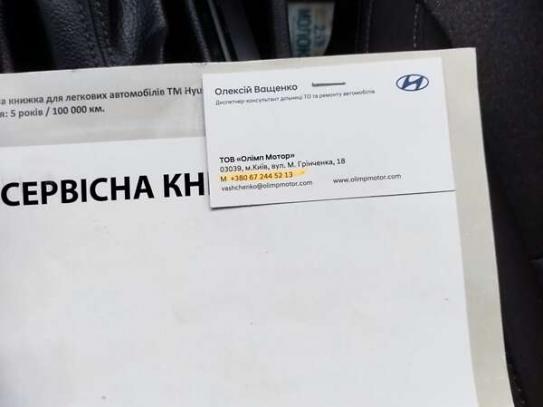 а книжка для легкових автомобілів ТМ Hyu
я: 5 років / 100 000 км.
СЕРВІСНА КН
Олексій Ващенко
Диспетчер-консультант дільниці ТО та ремонту автомобілів
ТОВ «Олімп Мотор»
03039, м.Київ, вул. М. Грінченка, 18
М +380 67 244 52 13
vashchenko@olimpmotor.com www.olimpmotor.com